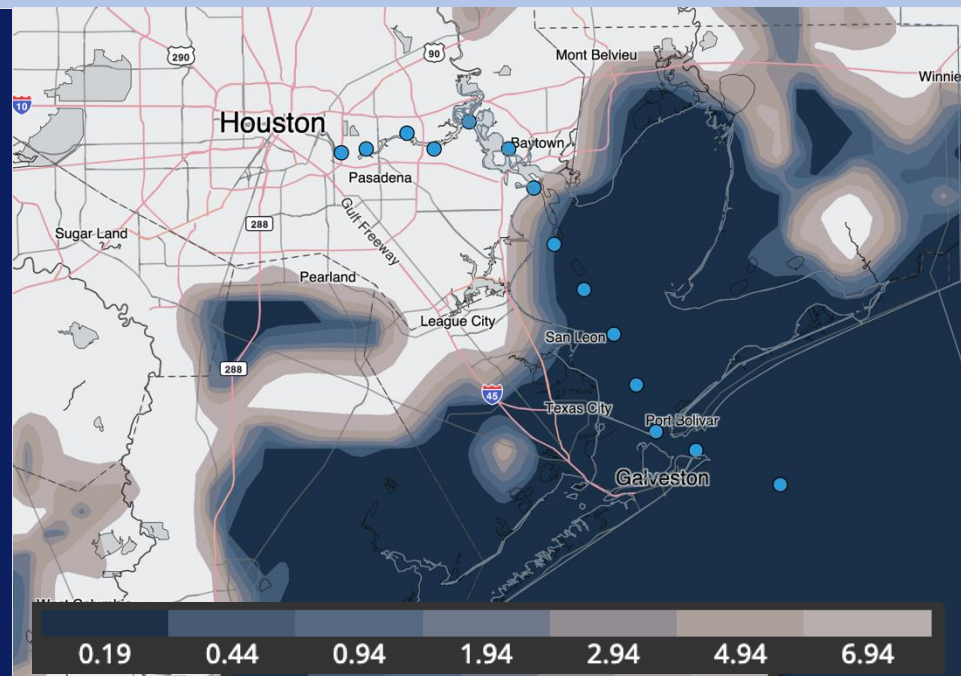 290
90
Mont Belvieu
10
Winnie
Houston
Baytown
Pasadena
288
Gulf Freeway
Sugar Land
Pearland
League City
San Leon
288
45
Texas City
Port Bolivar
Galveston
0.19 0.44 0.94 1.94 2.94 4.94 6.94